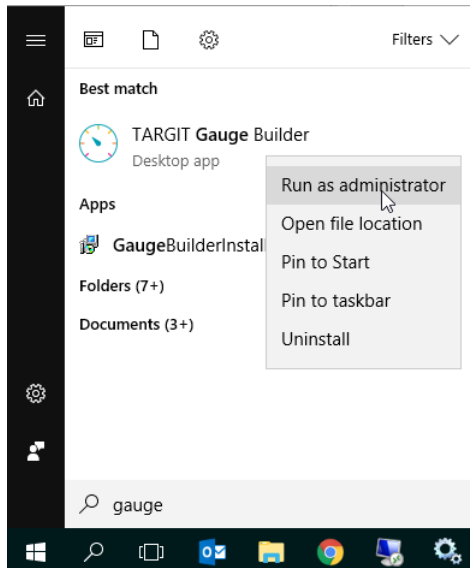 Filters
Best match
TARGIT Gauge Builder
Desktop app
Run as administrator
Apps
Open file location
GaugeBuilderInstal
Pin to Start
Folders (7+)
Pin to taskbar
Documents (3+)
Uninstall
gauge